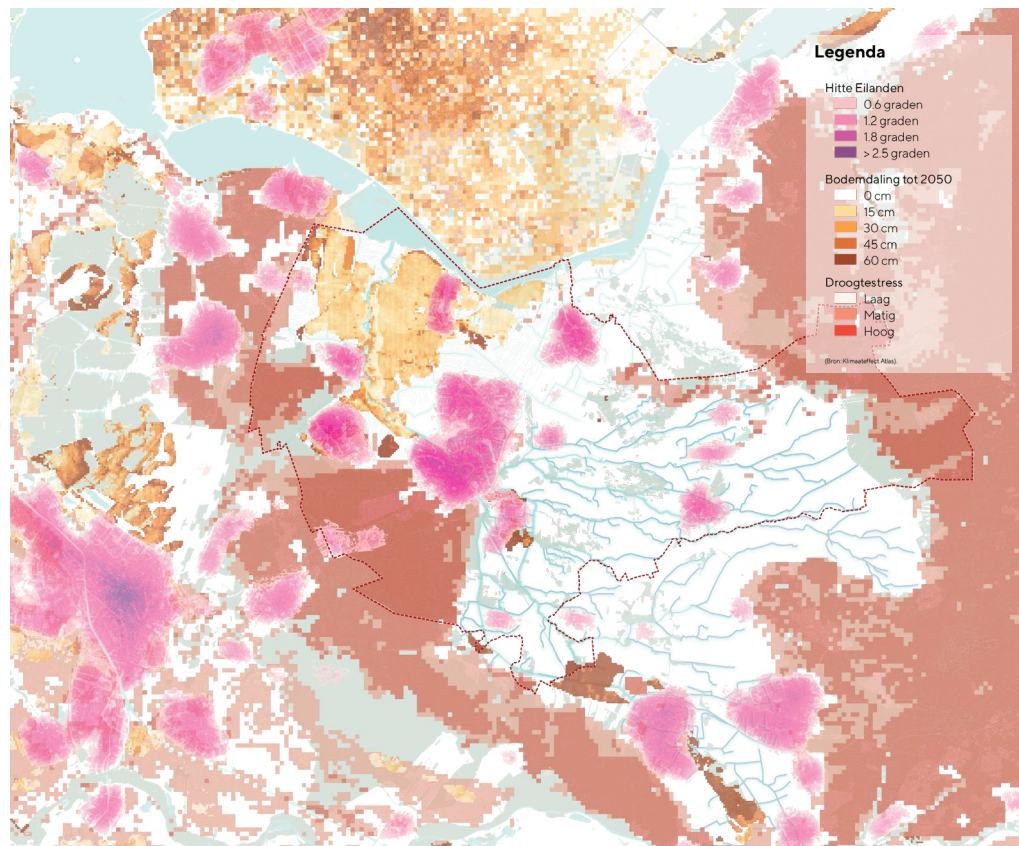 Legenda
Hitte Eilanden
0.6 graden
1.2 graden
1.8 graden
> 2.5 graden
Bodemdaling tot 2050
0 cm
15 cm
30 cm
45 cm
60 cm
Droogtestress
Laag
Matig
Hoog
(Bron: Klimaateffect Atlas).